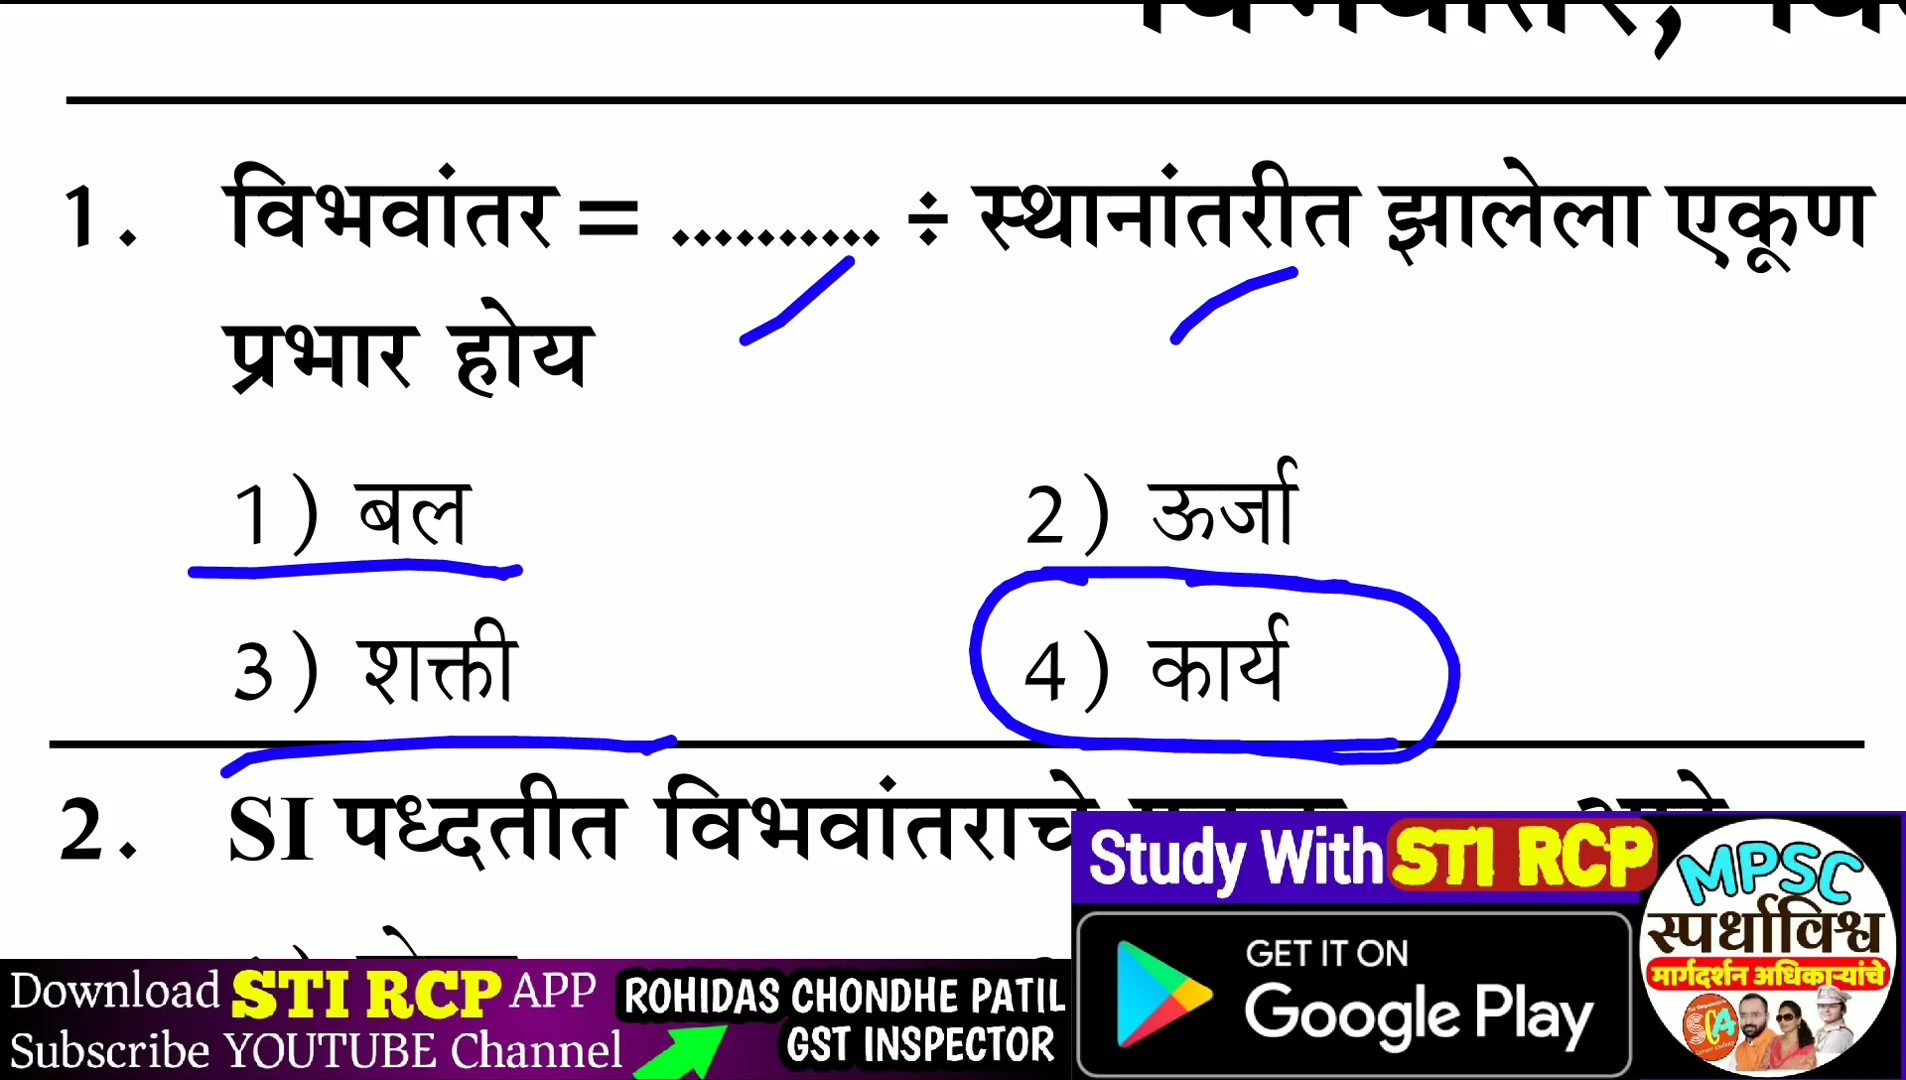 1. विभवांतर = .......... ÷ स्थानांतरीत झालेला एकूण
प्रभार होय
1) बल 2) ऊर्जा
3) शक्ती 4) कार्य
2. SI पध्दतीत विभवांतराचे
Study With STI RCP
GET IT ON
Google Play
MPSC
स्पर्धाविश्व
मार्गदर्शन अधिकाऱ्यांचे
Download STI RCP APP
Subscribe YOUTUBE Channel
ROHIDAS CHONDHE PATIL
GST INSPECTOR